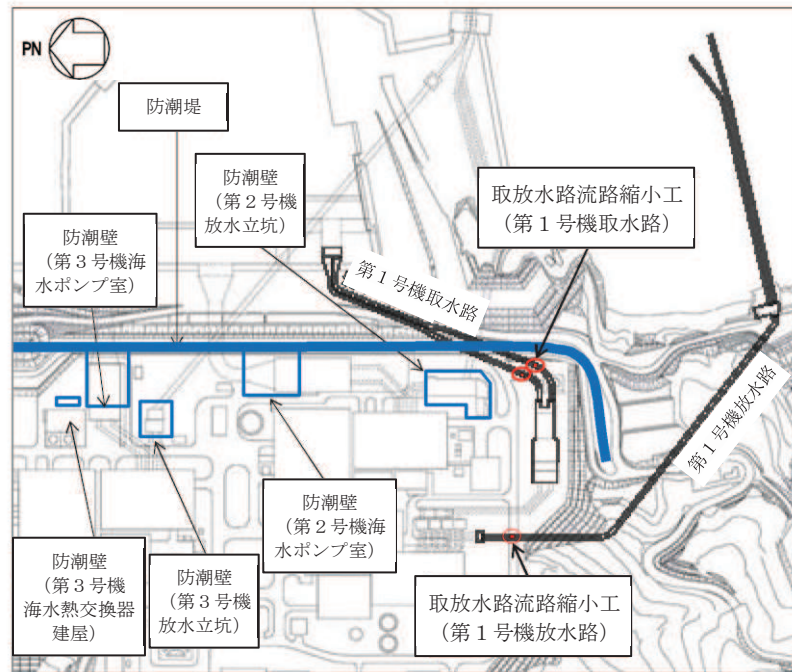 PN
防潮堤
防潮壁
（第２号機
放水立坑）
取放水路流路縮小工
（第１号機取水路）
防潮壁
（第３号機海
水ポンプ室）
第１号機取水路
第１号機放水路
防潮壁
（第３号機
海水熱交換器
建屋）
防潮壁
（第３号機
放水立坑）
防潮壁
（第２号機海
水ポンプ室）
取放水路流路縮小工
（第１号機放水路）